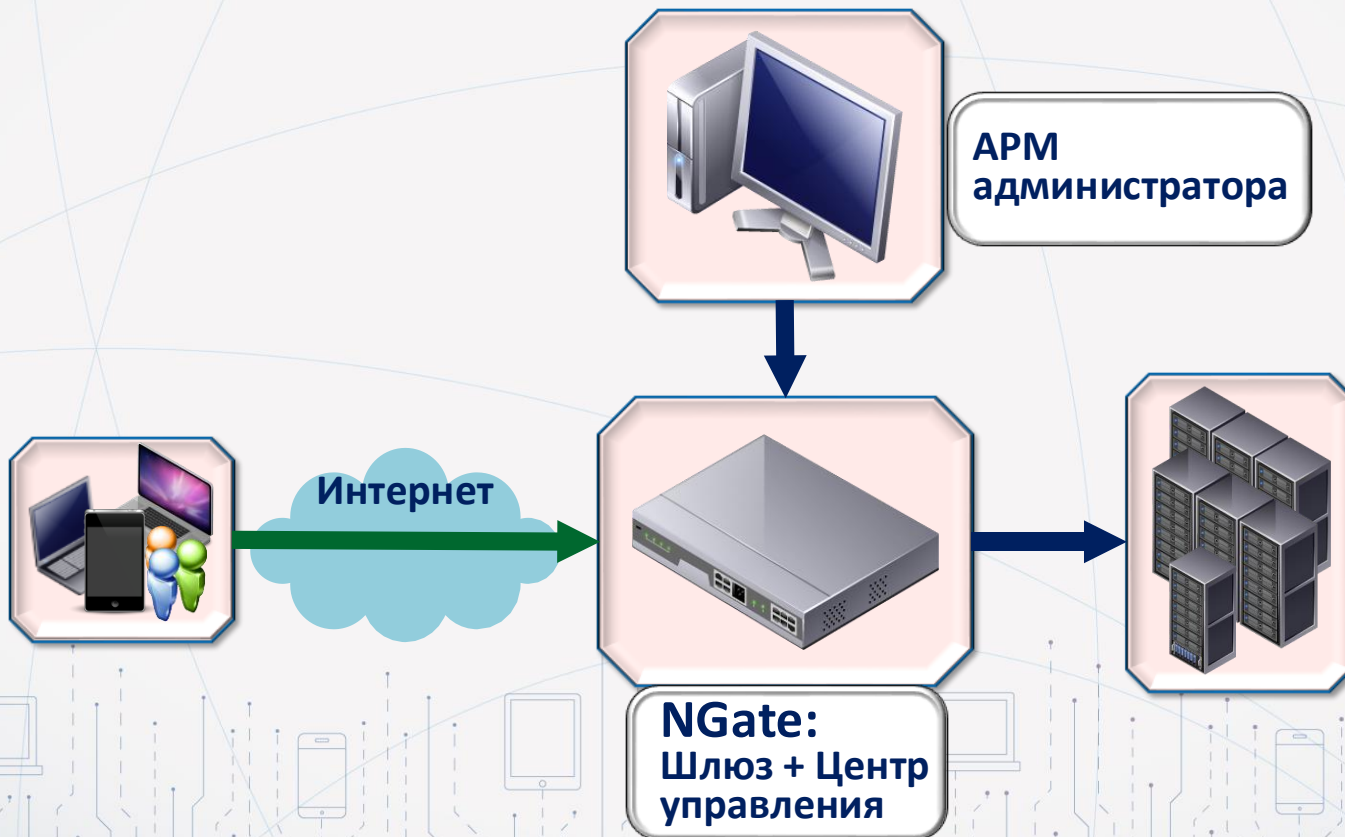 АРМ
администратора
Интернет
NGate:
Шлюз + Центр
управления